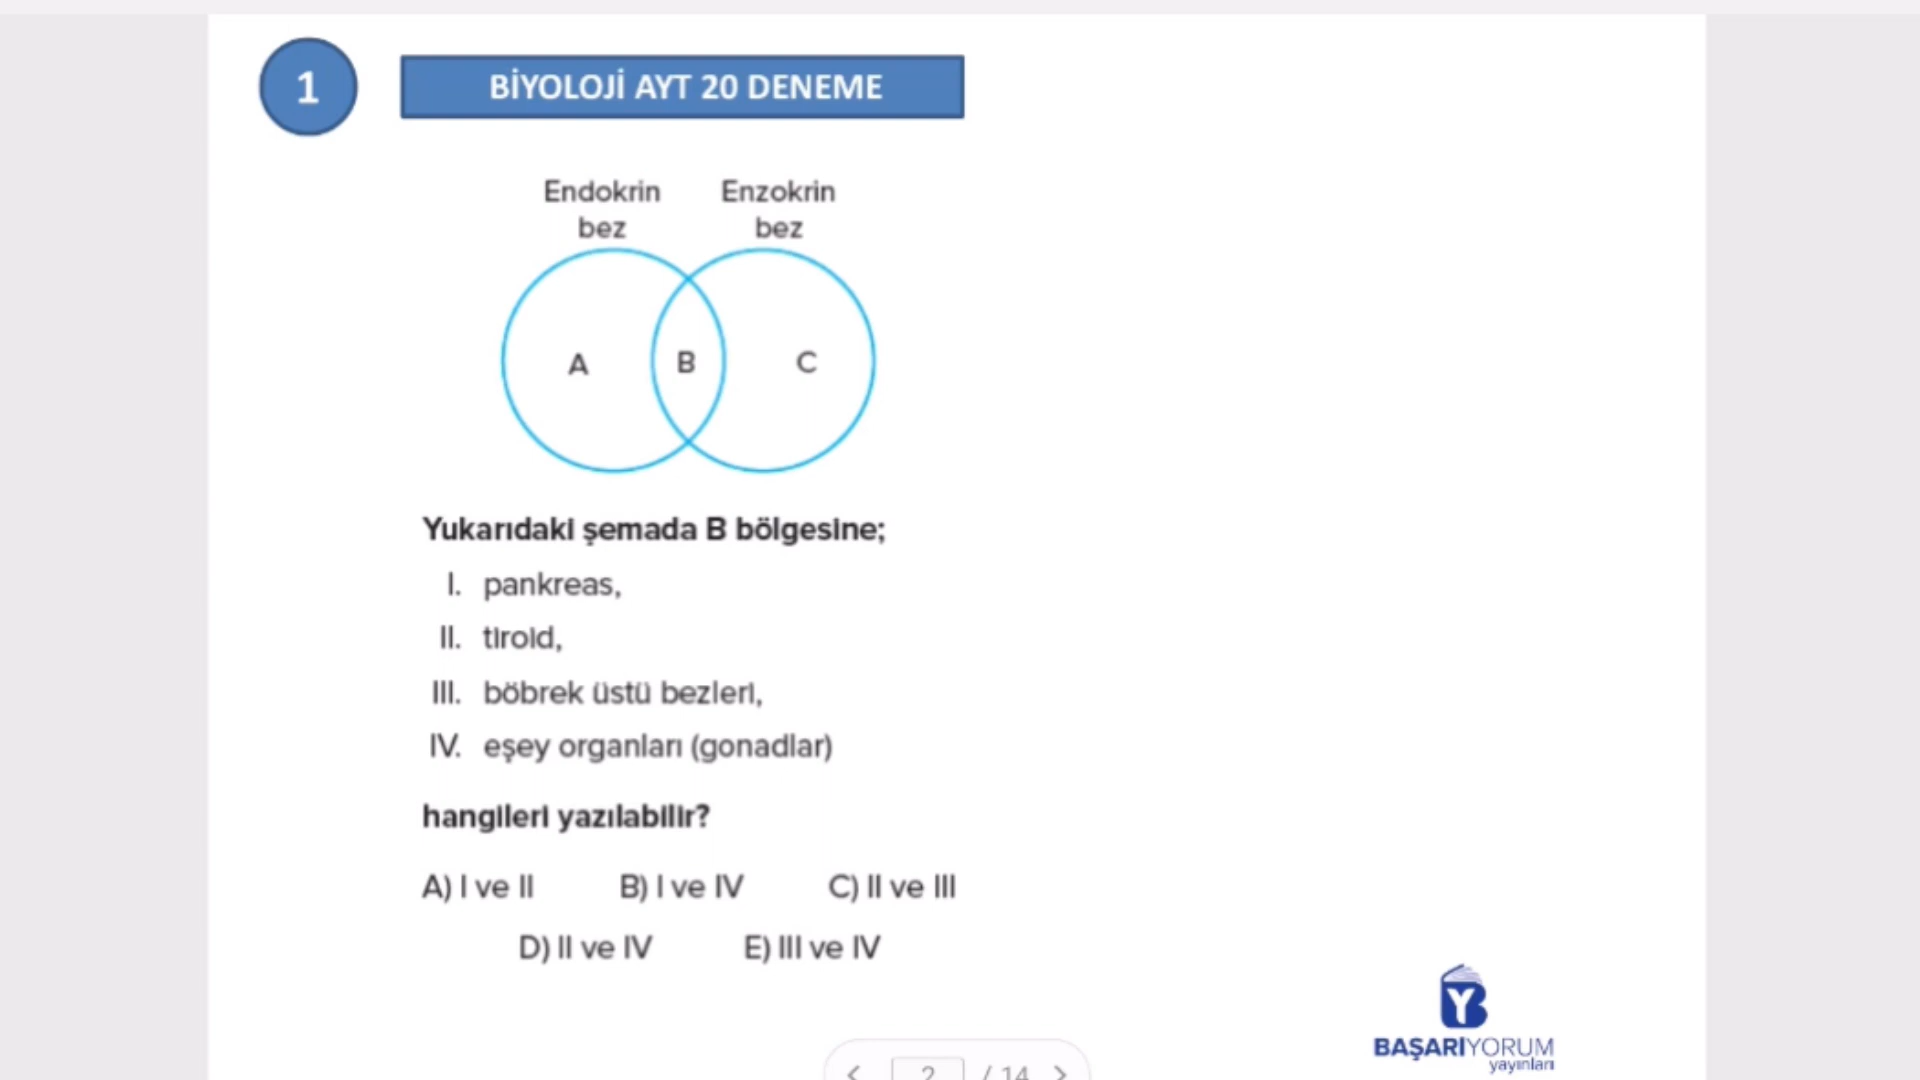 1
BİYOLOJİ AYT 20 DENEME
Endokrin bez
Enzokrin bez
A
B
C
Yukarıdaki şemada B bölgesine;
I. pankreas,
II. tiroid,
III. böbrek üstü bezleri,
IV. eşey organları (gonadlar)
hangileri yazılabilir?
A) I ve II B) I ve IV C) II ve III
D) II ve IV E) III ve IV
BAŞARIYORUM
yayınları
2 / 14